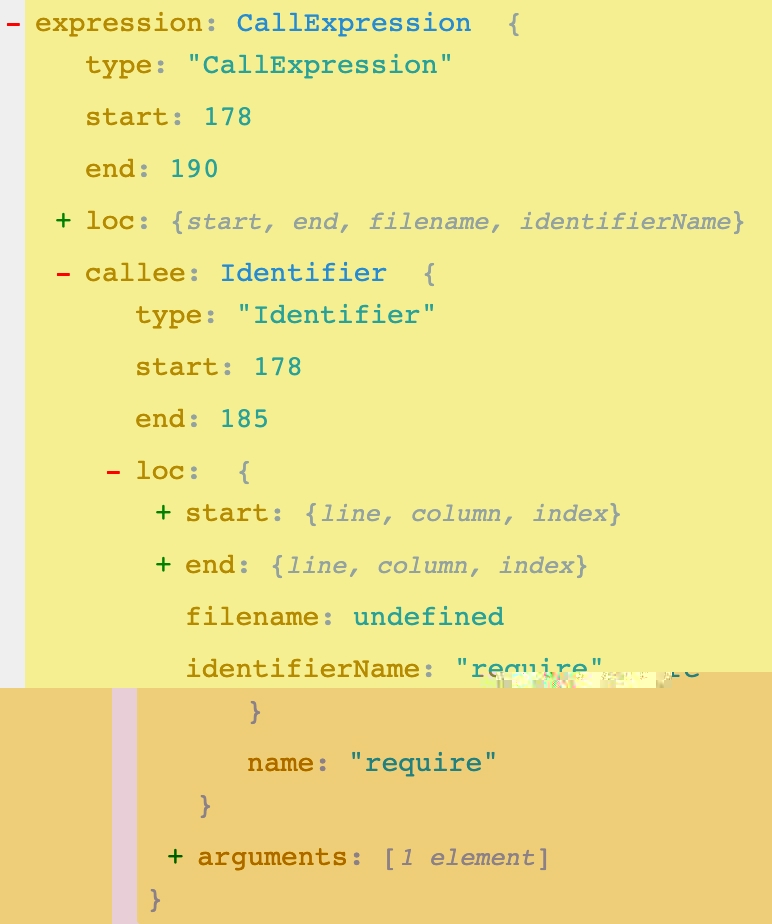 - expression: CallExpression {
type: "CallExpression"
start: 178
end: 190
+ loc: {start, end, filename, identifierName}
- callee: Identifier {
type: "Identifier"
start: 178
end: 185
- loc: {
+ start: {line, column, index}
+ end: {line, column, index}
filename: undefined
identifierName: "require"
}
name: "require"
}
+ arguments: [1 element]
}